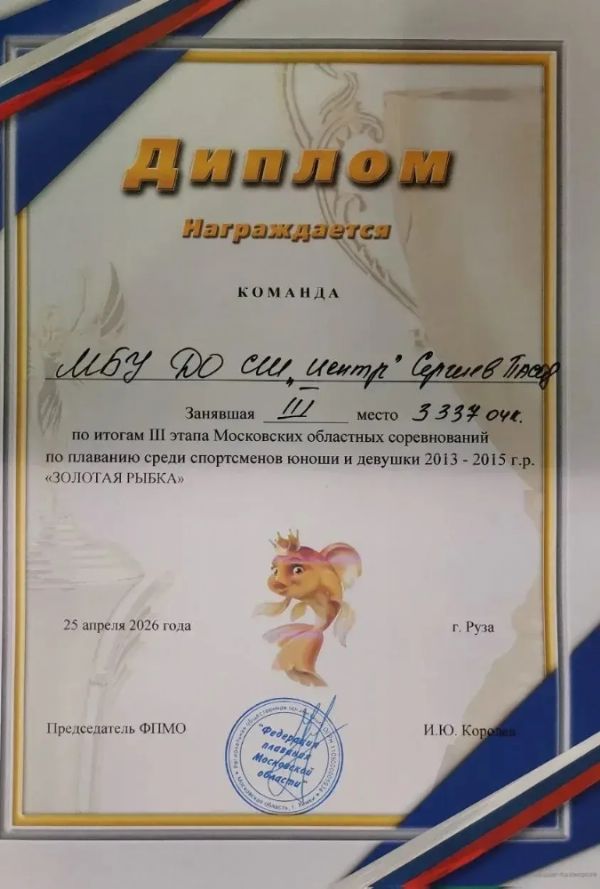 Диплом
Награждается
КОМАНДА
МБУ ДО СШ „Центр" Сергиев Посад
Занявшая III место 3337 очк.
по итогам III этапа Московских областных соревнований
по плаванию среди спортсменов юноши и девушки 2013 - 2015 г.р.
«ЗОЛОТАЯ РЫБКА»
25 апреля 2026 года г. Руза
Председатель ФПМО И.Ю. Королев
"Федерация
плавания
Московской
области"